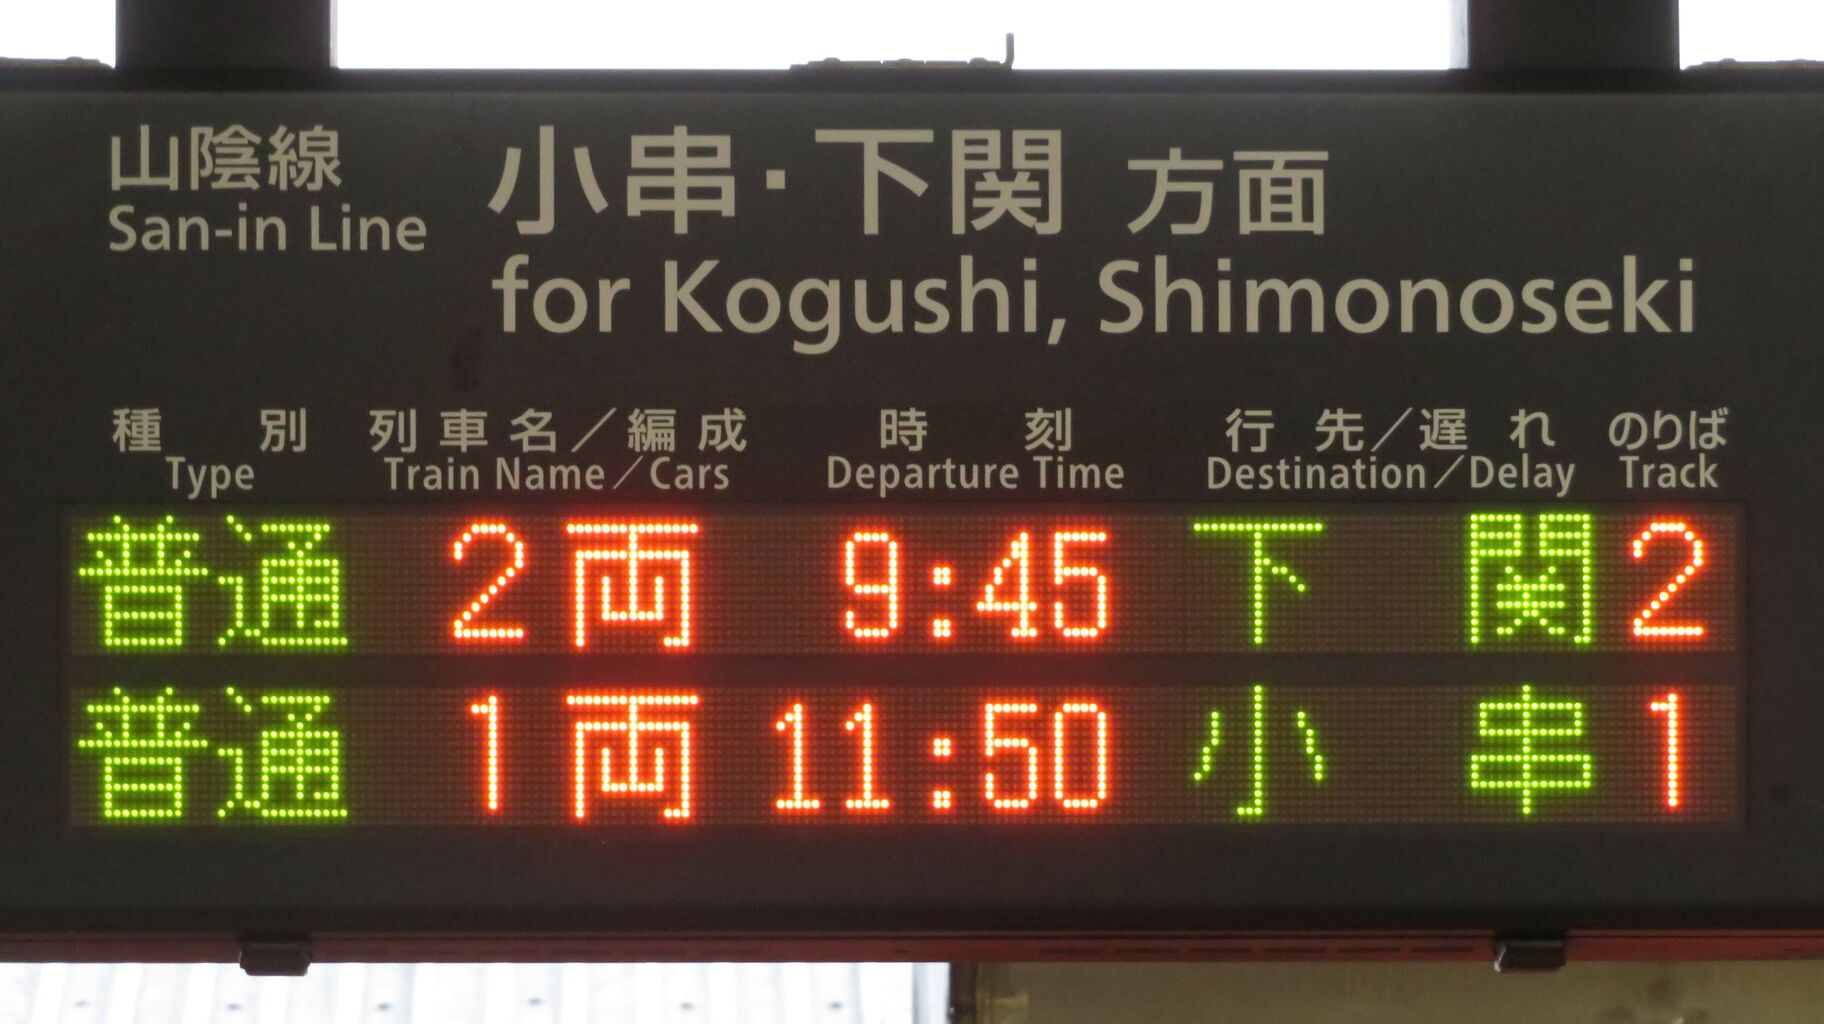 山陰線
San-in Line
小串・下関 方面
for Kogushi, Shimonoseki
種別 列車名／編成 時刻 行先／遅れ のりば
Type Train Name／Cars Departure Time Destination／Delay Track
普通 2両 9:45 下関 2
普通 1両 11:50 小串 1